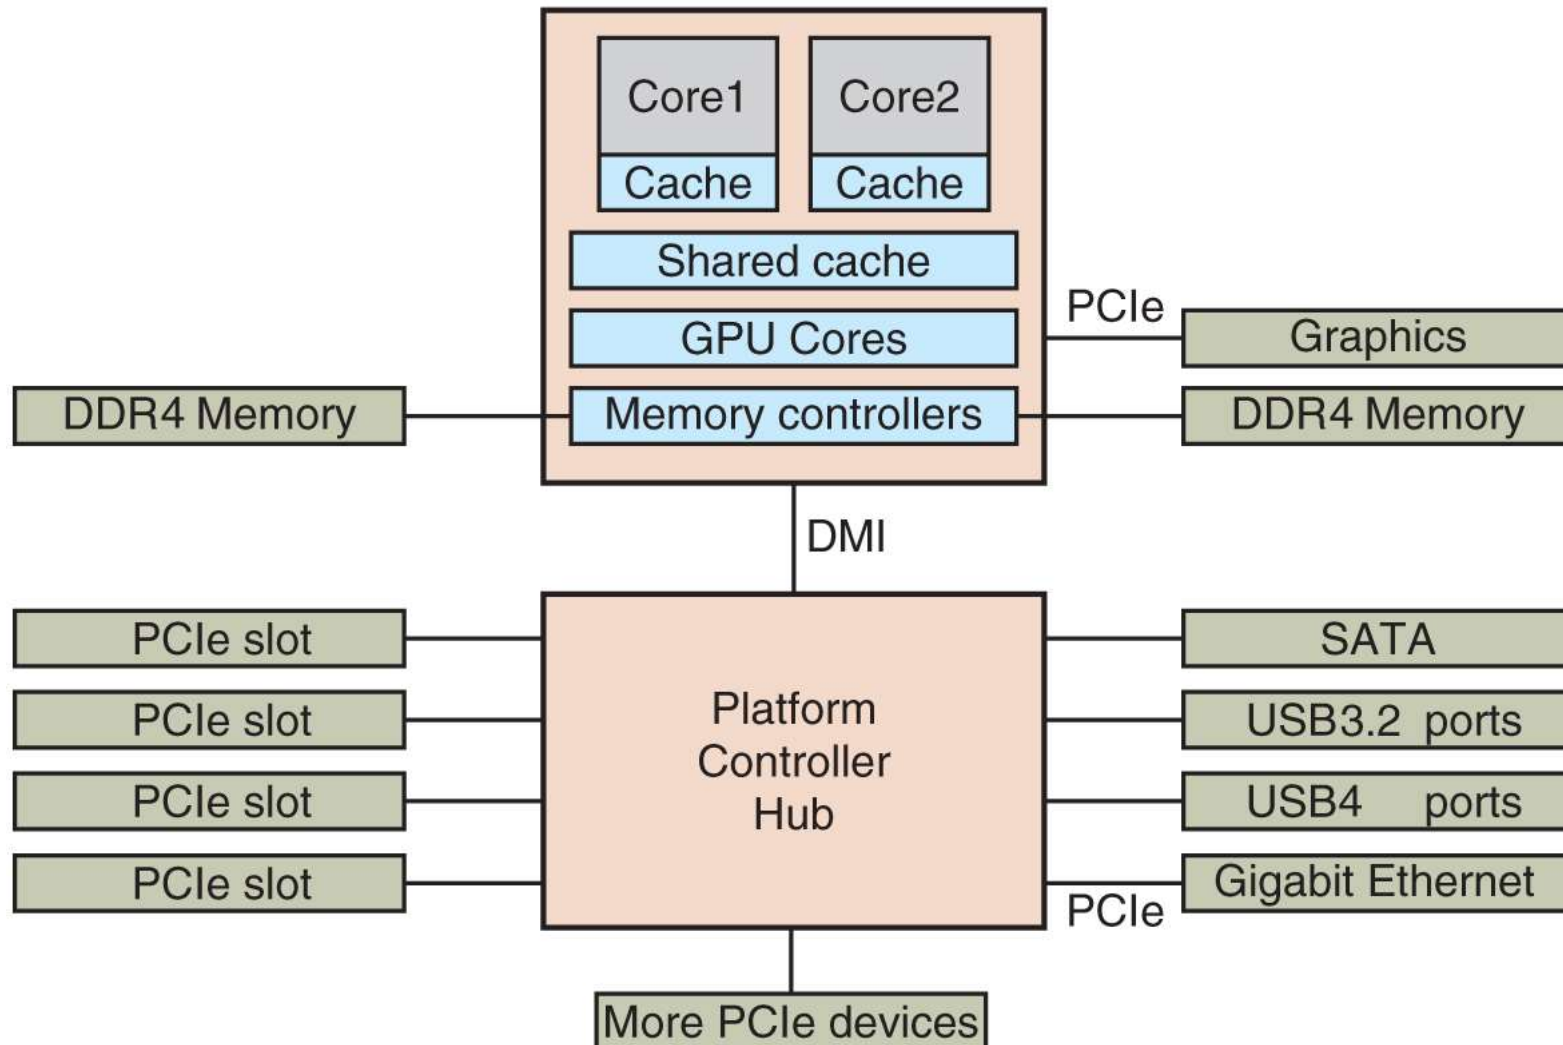 Core1
Core2
Cache
Cache
Shared cache
PCIe
GPU Cores
Graphics
DDR4 Memory
Memory controllers
DDR4 Memory
DMI
PCIe slot
SATA
PCIe slot
Platform
USB3.2 ports
Controller
PCIe slot
Hub
USB4 ports
PCIe slot
Gigabit Ethernet
PCIe
More PCIe devices